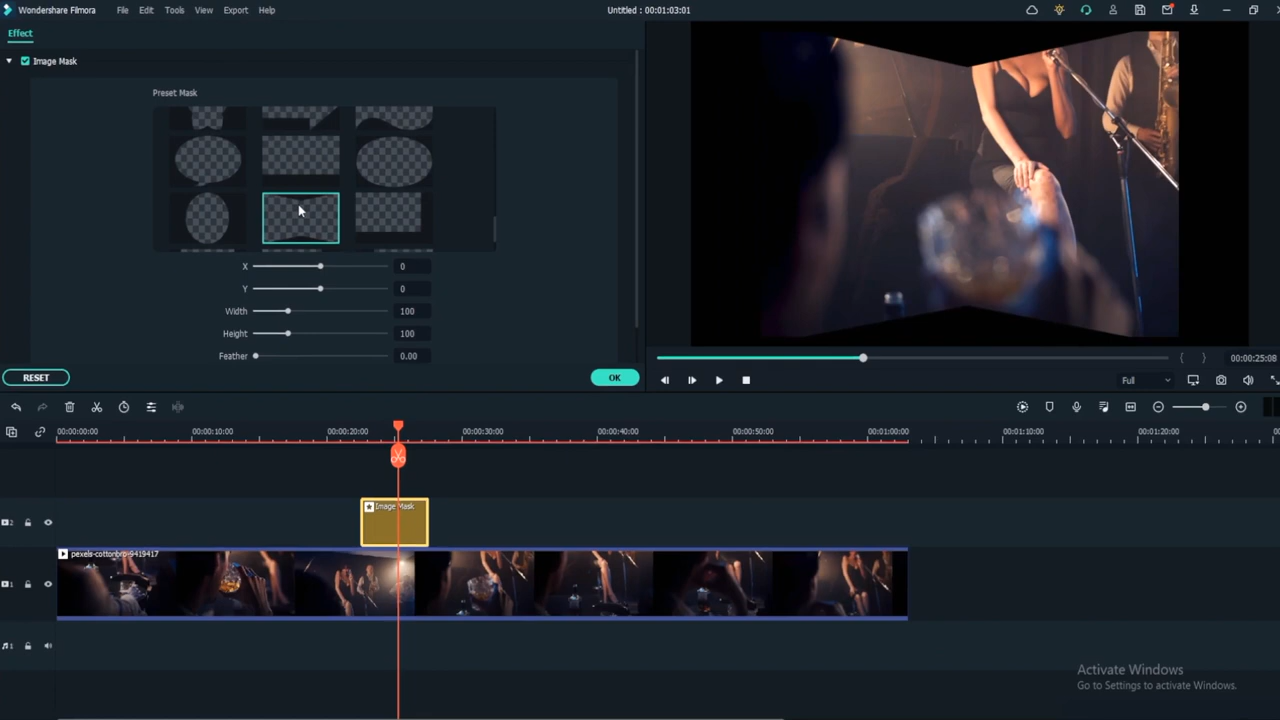 Wondershare Filmora File Edit Tools View Export Help Untitled : 00:01:03:01
Effect
Image Mask
Preset Mask
X 0
Y 0
Width 100
Height 100
Feather 0.00
RESET OK
00:00:25:08
Full
00:00:00:00 00:00:10:00 00:00:20:00 00:00:30:00 00:00:40:00 00:00:50:00 00:01:00:00 00:01:10:00 00:01:20:00
2 Image Mask
pexels-cottonbro-9419417
1
1
Activate Windows
Go to Settings to activate Windows.